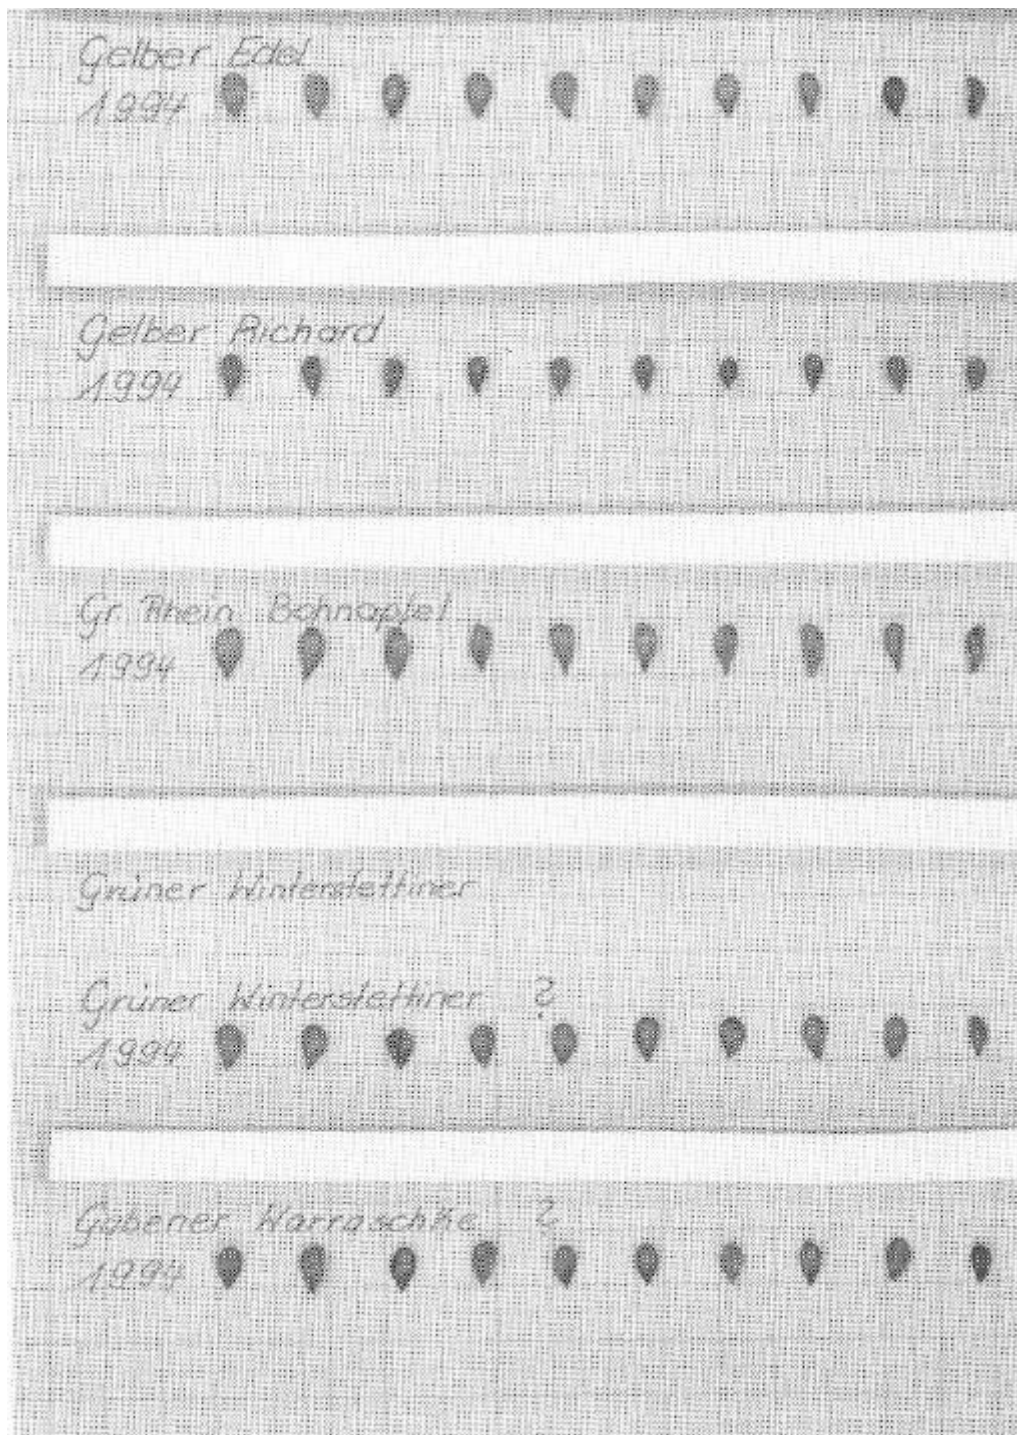 Gelber Edel
1994
Gelber Richard
1994
Gr. Rhein Bohnapfel
1994
Grüner Winterstettiner
Grüner Winterstettiner ?
1994
Gubener Warraschke ?
1994